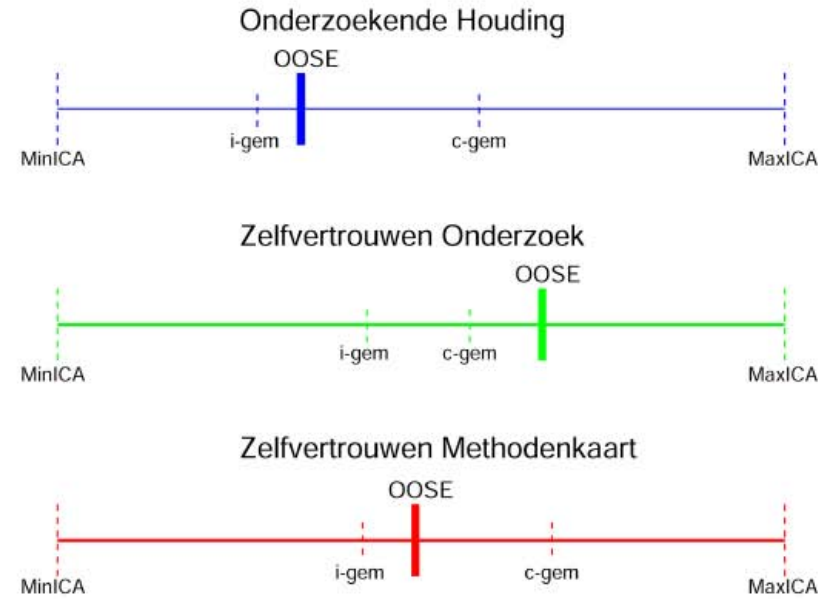 Onderzoekende Houding
OOSE
i-gem c-gem
MinICA MaxICA
Zelfvertrouwen Onderzoek
OOSE
i-gem c-gem
MinICA MaxICA
Zelfvertrouwen Methodenkaart
OOSE
i-gem c-gem
MinICA MaxICA